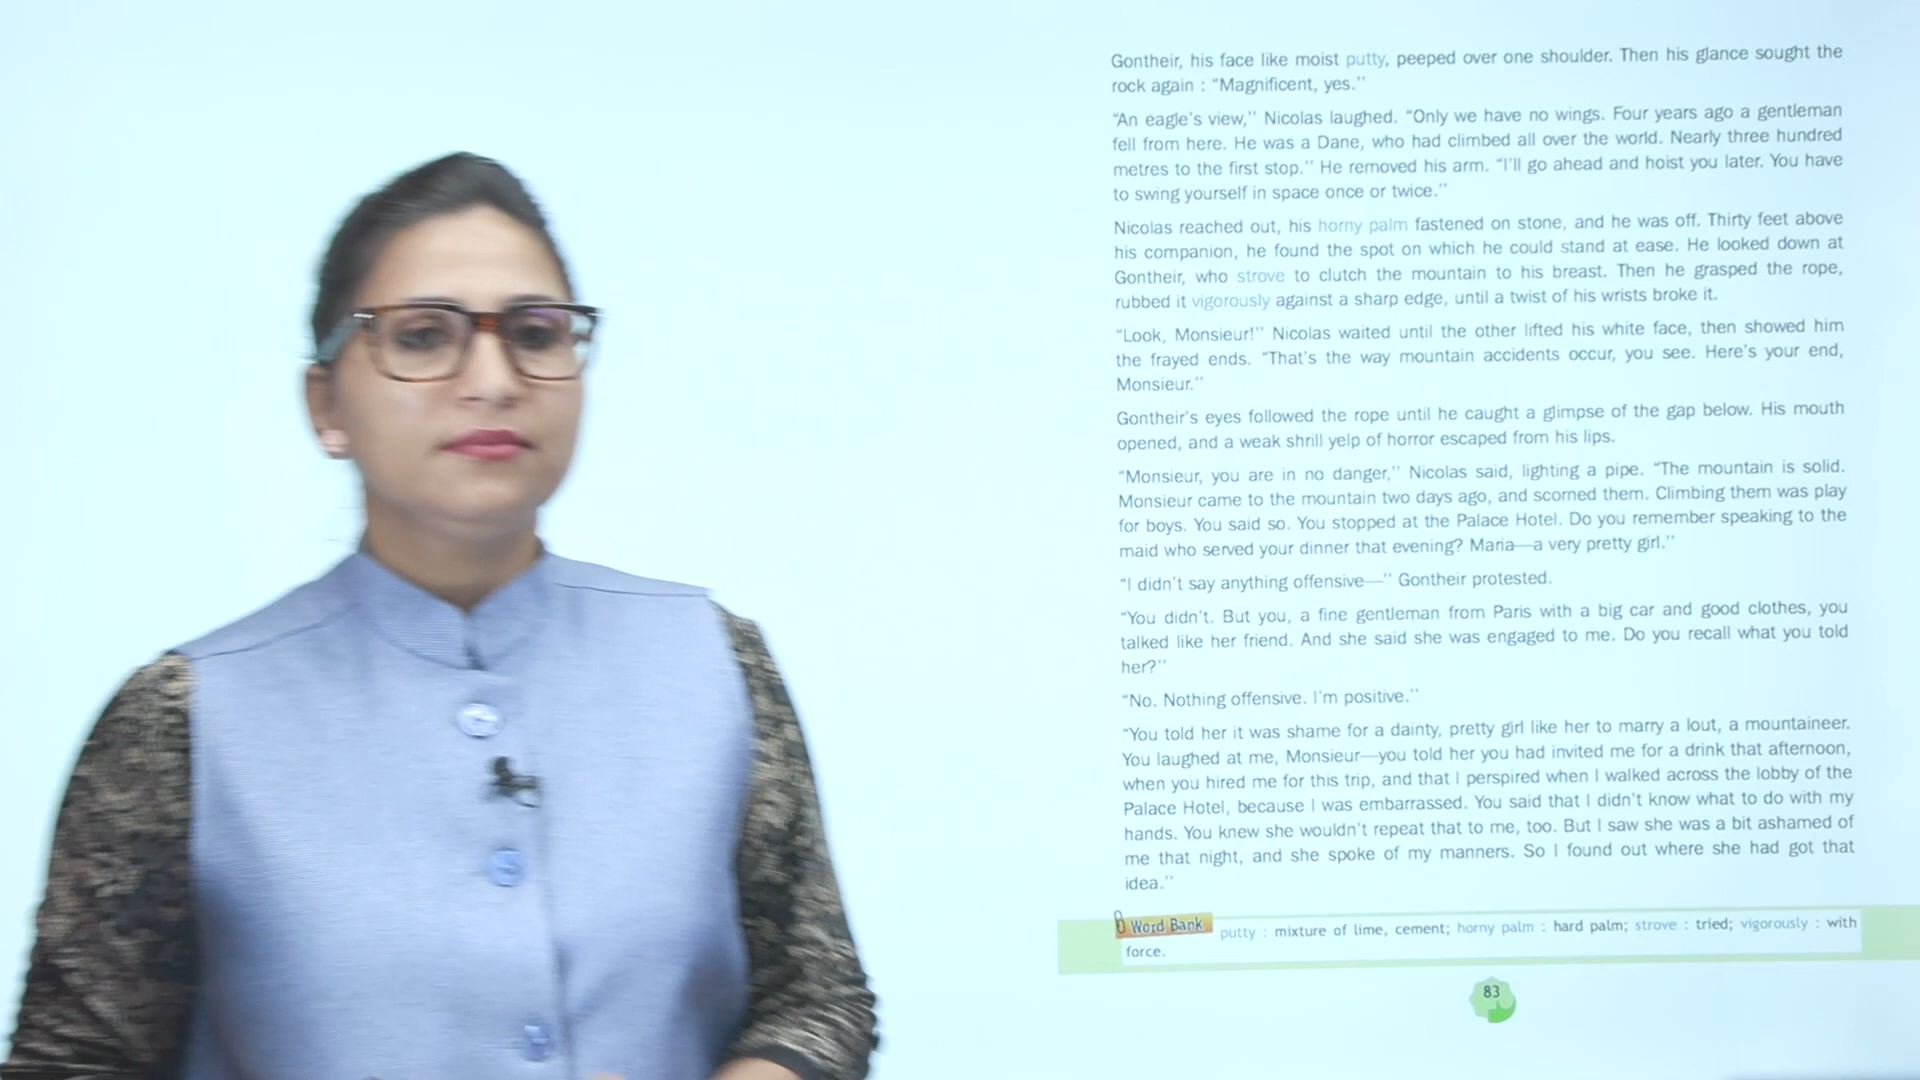 Gontheir, his face like moist putty, peeped over one shoulder. Then his glance sought the
rock again : “Magnificent, yes.”
“An eagle's view,” Nicolas laughed. “Only we have no wings. Four years ago a gentleman
fell from here. He was a Dane, who had climbed all over the world. Nearly three hundred
metres to the first stop.” He removed his arm. “I'll go ahead and hoist you later. You have
to swing yourself in space once or twice.”
Nicolas reached out, his horny palm fastened on stone, and he was off. Thirty feet above
his companion, he found the spot on which he could stand at ease. He looked down at
Gontheir, who strove to clutch the mountain to his breast. Then he grasped the rope,
rubbed it vigorously against a sharp edge, until a twist of his wrists broke it.
“Look, Monsieur!” Nicolas waited until the other lifted his white face, then showed him
the frayed ends. “That's the way mountain accidents occur, you see. Here's your end,
Monsieur.”
Gontheir's eyes followed the rope until he caught a glimpse of the gap below. His mouth
opened, and a weak shrill yelp of horror escaped from his lips.
“Monsieur, you are in no danger,” Nicolas said, lighting a pipe. “The mountain is solid.
Monsieur came to the mountain two days ago, and scorned them. Climbing them was play
for boys. You said so. You stopped at the Palace Hotel. Do you remember speaking to the
maid who served your dinner that evening? Maria—a very pretty girl.”
“I didn't say anything offensive—” Gontheir protested.
“You didn't. But you, a fine gentleman from Paris with a big car and good clothes, you
talked like her friend. And she said she was engaged to me. Do you recall what you told
her?”
“No. Nothing offensive. I'm positive.”
“You told her it was shame for a dainty, pretty girl like her to marry a lout, a mountaineer.
You laughed at me, Monsieur—you told her you had invited me for a drink that afternoon,
when you hired me for this trip, and that I perspired when I walked across the lobby of the
Palace Hotel, because I was embarrassed. You said that I didn't know what to do with my
hands. You knew she wouldn't repeat that to me, too. But I saw she was a bit ashamed of
me that night, and she spoke of my manners. So I found out where she had got that
idea.”
Word Bank putty : mixture of lime, cement; horny palm : hard palm; strove : tried; vigorously : with
force.
83